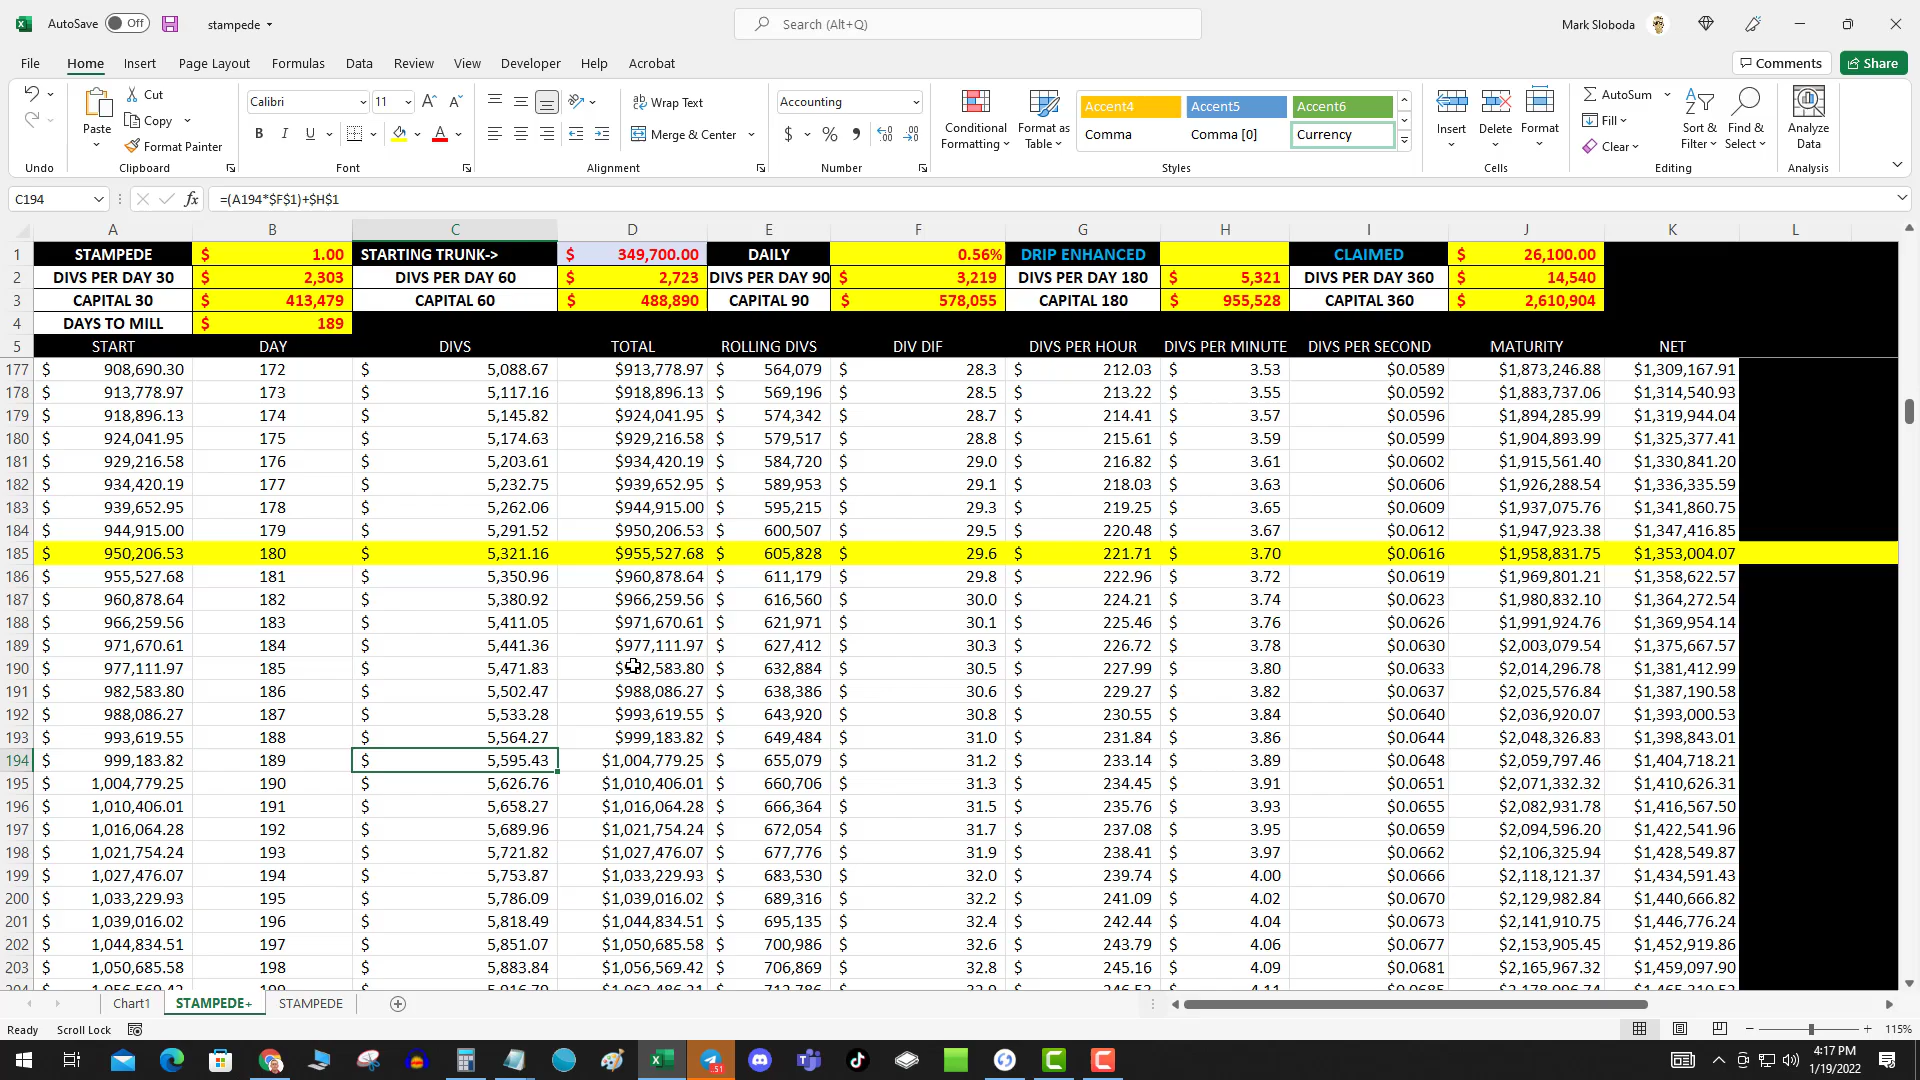 AutoSave Off stampede Search (Alt+Q) Mark Sloboda
File Home Insert Page Layout Formulas Data Review View Developer Help Acrobat Comments Share
Cut Calibri 11 Wrap Text Accounting Accent4 Accent5 Accent6 AutoSum
Paste Copy Conditional Formatting Format as Table Comma Comma [0] Currency Insert Delete Format Fill Sort & Filter Find & Select Analyze Data
Format Painter B I U Merge & Center $ % Clear
Undo Clipboard Font Alignment Number Styles Cells Editing Analysis
C194 fx =(A194*$F$1)+$H$1
A B C D E F G H I J K L
1 STAMPEDE $ 1.00 STARTING TRUNK-> $ 349,700.00 DAILY 0.56% DRIP ENHANCED CLAIMED $ 26,100.00
2 DIVS PER DAY 30 $ 2,303 DIVS PER DAY 60 $ 2,723 DIVS PER DAY 90 $ 3,219 DIVS PER DAY 180 $ 5,321 DIVS PER DAY 360 $ 14,540
3 CAPITAL 30 $ 413,479 CAPITAL 60 $ 488,890 CAPITAL 90 $ 578,055 CAPITAL 180 $ 955,528 CAPITAL 360 $ 2,610,904
4 DAYS TO MILL $ 189
5 START DAY DIVS TOTAL ROLLING DIVS DIV DIF DIVS PER HOUR DIVS PER MINUTE DIVS PER SECOND MATURITY NET
177 $ 908,690.30 172 $ 5,088.67 $913,778.97 $ 564,079 $ 28.3 $ 212.03 $ 3.53 $0.0589 $1,873,246.88 $1,309,167.91
178 $ 913,778.97 173 $ 5,117.16 $918,896.13 $ 569,196 $ 28.5 $ 213.22 $ 3.55 $0.0592 $1,883,737.06 $1,314,540.93
179 $ 918,896.13 174 $ 5,145.82 $924,041.95 $ 574,342 $ 28.7 $ 214.41 $ 3.57 $0.0596 $1,894,285.99 $1,319,944.04
180 $ 924,041.95 175 $ 5,174.63 $929,216.58 $ 579,517 $ 28.8 $ 215.61 $ 3.59 $0.0599 $1,904,893.99 $1,325,377.41
181 $ 929,216.58 176 $ 5,203.61 $934,420.19 $ 584,720 $ 29.0 $ 216.82 $ 3.61 $0.0602 $1,915,561.40 $1,330,841.20
182 $ 934,420.19 177 $ 5,232.75 $939,652.95 $ 589,953 $ 29.1 $ 218.03 $ 3.63 $0.0606 $1,926,288.54 $1,336,335.59
183 $ 939,652.95 178 $ 5,262.06 $944,915.00 $ 595,215 $ 29.3 $ 219.25 $ 3.65 $0.0609 $1,937,075.76 $1,341,860.75
184 $ 944,915.00 179 $ 5,291.52 $950,206.53 $ 600,507 $ 29.5 $ 220.48 $ 3.67 $0.0612 $1,947,923.38 $1,347,416.85
185 $ 950,206.53 180 $ 5,321.16 $955,527.68 $ 605,828 $ 29.6 $ 221.71 $ 3.70 $0.0616 $1,958,831.75 $1,353,004.07
186 $ 955,527.68 181 $ 5,350.96 $960,878.64 $ 611,179 $ 29.8 $ 222.96 $ 3.72 $0.0619 $1,969,801.21 $1,358,622.57
187 $ 960,878.64 182 $ 5,380.92 $966,259.56 $ 616,560 $ 30.0 $ 224.21 $ 3.74 $0.0623 $1,980,832.10 $1,364,272.54
188 $ 966,259.56 183 $ 5,411.05 $971,670.61 $ 621,971 $ 30.1 $ 225.46 $ 3.76 $0.0626 $1,991,924.76 $1,369,954.14
189 $ 971,670.61 184 $ 5,441.36 $977,111.97 $ 627,412 $ 30.3 $ 226.72 $ 3.78 $0.0630 $2,003,079.54 $1,375,667.57
190 $ 977,111.97 185 $ 5,471.83 $ 2,583.80 $ 632,884 $ 30.5 $ 227.99 $ 3.80 $0.0633 $2,014,296.78 $1,381,412.99
191 $ 982,583.80 186 $ 5,502.47 $988,086.27 $ 638,386 $ 30.6 $ 229.27 $ 3.82 $0.0637 $2,025,576.84 $1,387,190.58
192 $ 988,086.27 187 $ 5,533.28 $993,619.55 $ 643,920 $ 30.8 $ 230.55 $ 3.84 $0.0640 $2,036,920.07 $1,393,000.53
193 $ 993,619.55 188 $ 5,564.27 $999,183.82 $ 649,484 $ 31.0 $ 231.84 $ 3.86 $0.0644 $2,048,326.83 $1,398,843.01
194 $ 999,183.82 189 $ 5,595.43 $1,004,779.25 $ 655,079 $ 31.2 $ 233.14 $ 3.89 $0.0648 $2,059,797.46 $1,404,718.21
195 $ 1,004,779.25 190 $ 5,626.76 $1,010,406.01 $ 660,706 $ 31.3 $ 234.45 $ 3.91 $0.0651 $2,071,332.32 $1,410,626.31
196 $ 1,010,406.01 191 $ 5,658.27 $1,016,064.28 $ 666,364 $ 31.5 $ 235.76 $ 3.93 $0.0655 $2,082,931.78 $1,416,567.50
197 $ 1,016,064.28 192 $ 5,689.96 $1,021,754.24 $ 672,054 $ 31.7 $ 237.08 $ 3.95 $0.0659 $2,094,596.20 $1,422,541.96
198 $ 1,021,754.24 193 $ 5,721.82 $1,027,476.07 $ 677,776 $ 31.9 $ 238.41 $ 3.97 $0.0662 $2,106,325.94 $1,428,549.87
199 $ 1,027,476.07 194 $ 5,753.87 $1,033,229.93 $ 683,530 $ 32.0 $ 239.74 $ 4.00 $0.0666 $2,118,121.37 $1,434,591.43
200 $ 1,033,229.93 195 $ 5,786.09 $1,039,016.02 $ 689,316 $ 32.2 $ 241.09 $ 4.02 $0.0670 $2,129,982.84 $1,440,666.82
201 $ 1,039,016.02 196 $ 5,818.49 $1,044,834.51 $ 695,135 $ 32.4 $ 242.44 $ 4.04 $0.0673 $2,141,910.75 $1,446,776.24
202 $ 1,044,834.51 197 $ 5,851.07 $1,050,685.58 $ 700,986 $ 32.6 $ 243.79 $ 4.06 $0.0677 $2,153,905.45 $1,452,919.86
203 $ 1,050,685.58 198 $ 5,883.84 $1,056,569.42 $ 706,869 $ 32.8 $ 245.16 $ 4.09 $0.0681 $2,165,967.32 $1,459,097.90
Chart1 STAMPEDE+ STAMPEDE
Ready Scroll Lock 115%
4:17 PM
1/19/2022